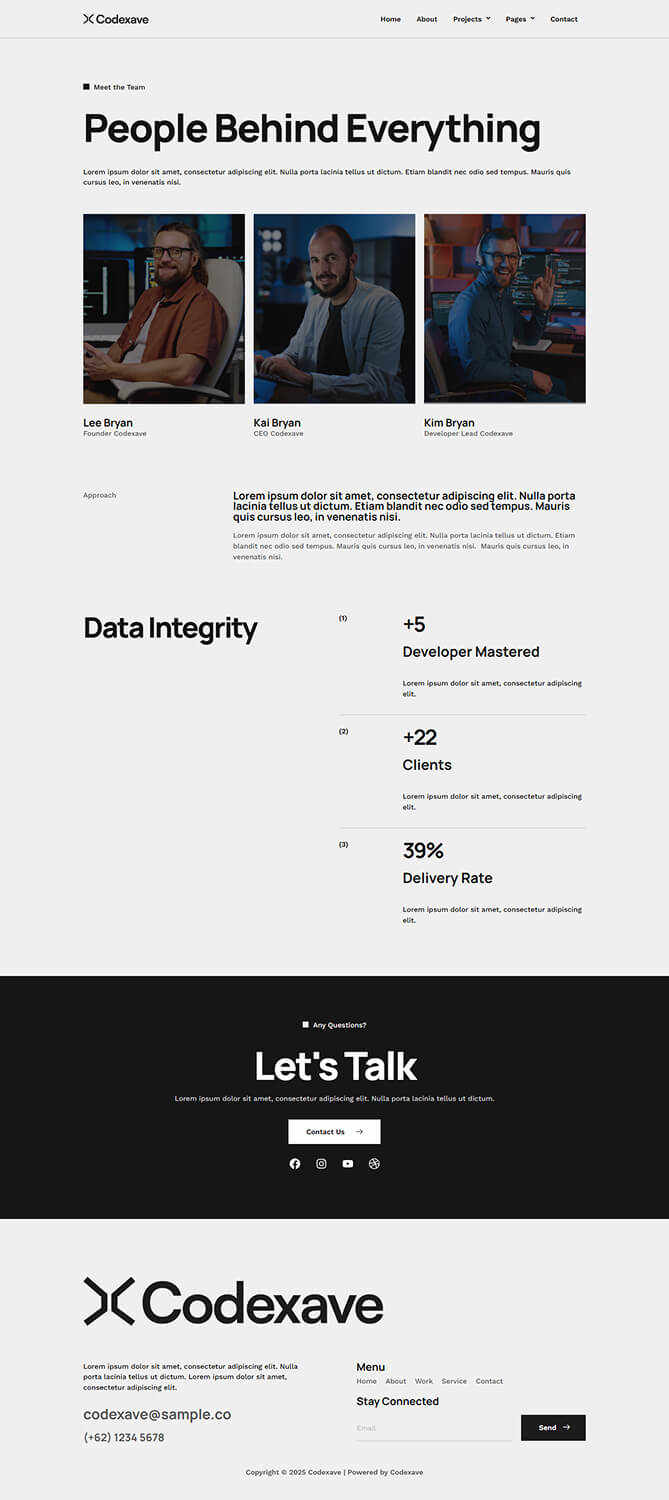 Codexave
Home About Projects Pages Contact
Meet the Team
People Behind Everything
Lorem ipsum dolor sit amet, consectetur adipiscing elit. Nulla porta lacinia tellus ut dictum. Etiam blandit nec odio sed tempus. Mauris quis
cursus leo, in venenatis nisi.
Lee Bryan
Founder Codexave
Kai Bryan
CEO Codexave
Kim Bryan
Developer Lead Codexave
Approach
Lorem ipsum dolor sit amet, consectetur adipiscing elit. Nulla porta
lacinia tellus ut dictum. Etiam blandit nec odio sed tempus. Mauris
quis cursus leo, in venenatis nisi.
Lorem ipsum dolor sit amet, consectetur adipiscing elit. Nulla porta lacinia tellus ut dictum. Etiam
blandit nec odio sed tempus. Mauris quis cursus leo, in venenatis nisi. Mauris quis cursus leo, in
venenatis nisi.
Data Integrity
(1)
+5
Developer Mastered
Lorem ipsum dolor sit amet, consectetur adipiscing
elit.
(2)
+22
Clients
Lorem ipsum dolor sit amet, consectetur adipiscing
elit.
(3)
39%
Delivery Rate
Lorem ipsum dolor sit amet, consectetur adipiscing
elit.
Any Questions?
Let's Talk
Lorem ipsum dolor sit amet, consectetur adipiscing elit. Nulla porta lacinia tellus ut dictum.
Contact Us
Codexave
Lorem ipsum dolor sit amet, consectetur adipiscing elit. Nulla
porta lacinia tellus ut dictum. Lorem ipsum dolor sit amet,
consectetur adipiscing elit.
codexave@sample.co
(+62) 1234 5678
Menu
Home About Work Service Contact
Stay Connected
Email
Send
Copyright © 2025 Codexave | Powered by Codexave